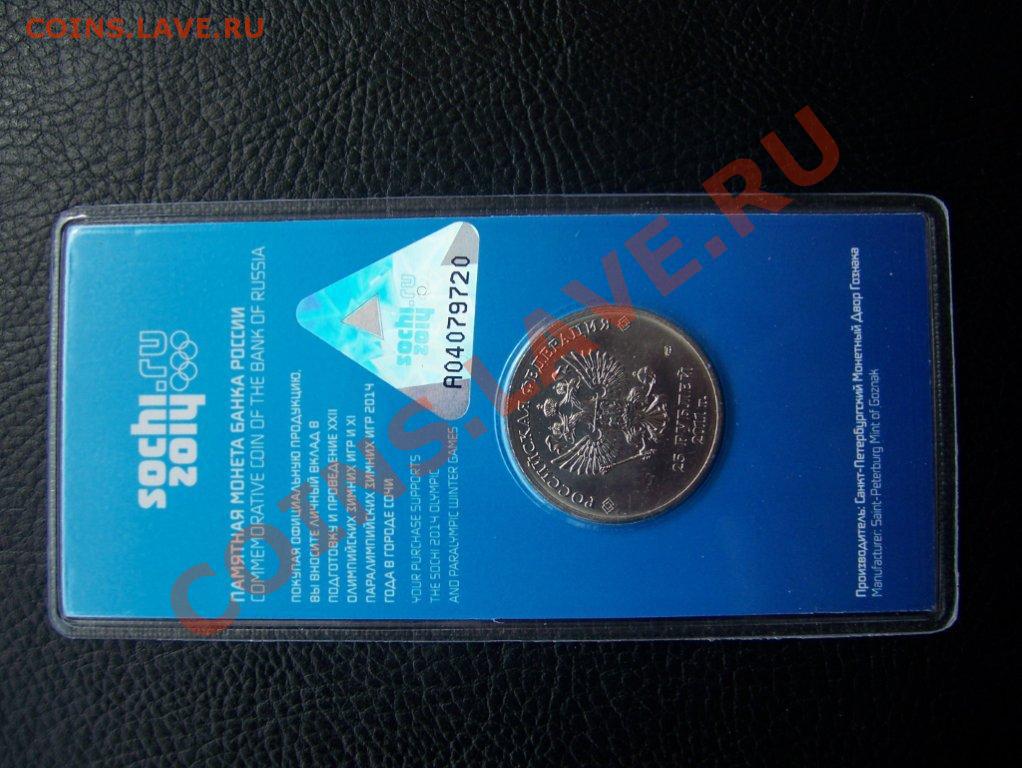 COINS.LAVE.RU
sochi.ru
2014
ПАМЯТНАЯ МОНЕТА БАНКА РОССИИ
COMMEMORATIVE COIN OF THE BANK OF RUSSIA
ПОКУПАЯ ОФИЦИАЛЬНУЮ ПРОДУКЦИЮ,
ВЫ ВНОСИТЕ ЛИЧНЫЙ ВКЛАД В
ПОДГОТОВКУ И ПРОВЕДЕНИЕ XXII
ОЛИМПИЙСКИХ ЗИМНИХ ИГР И XI
ПАРАЛИМПИЙСКИХ ЗИМНИХ ИГР 2014
ГОДА В ГОРОДЕ СОЧИ
YOUR PURCHASE SUPPORTS
THE SOCHI 2014 OLYMPIC
AND PARALYMPIC WINTER GAMES
sochi.ru
2014
A04079720
РОССИЙСКАЯ ФЕДЕРАЦИЯ
25 РУБЛЕЙ
2011 г.
Производитель: Санкт-Петербургский Монетный Двор Гознака
Manufacturer: Saint-Peterburg Mint of Goznak
COINS.LAVE.RU